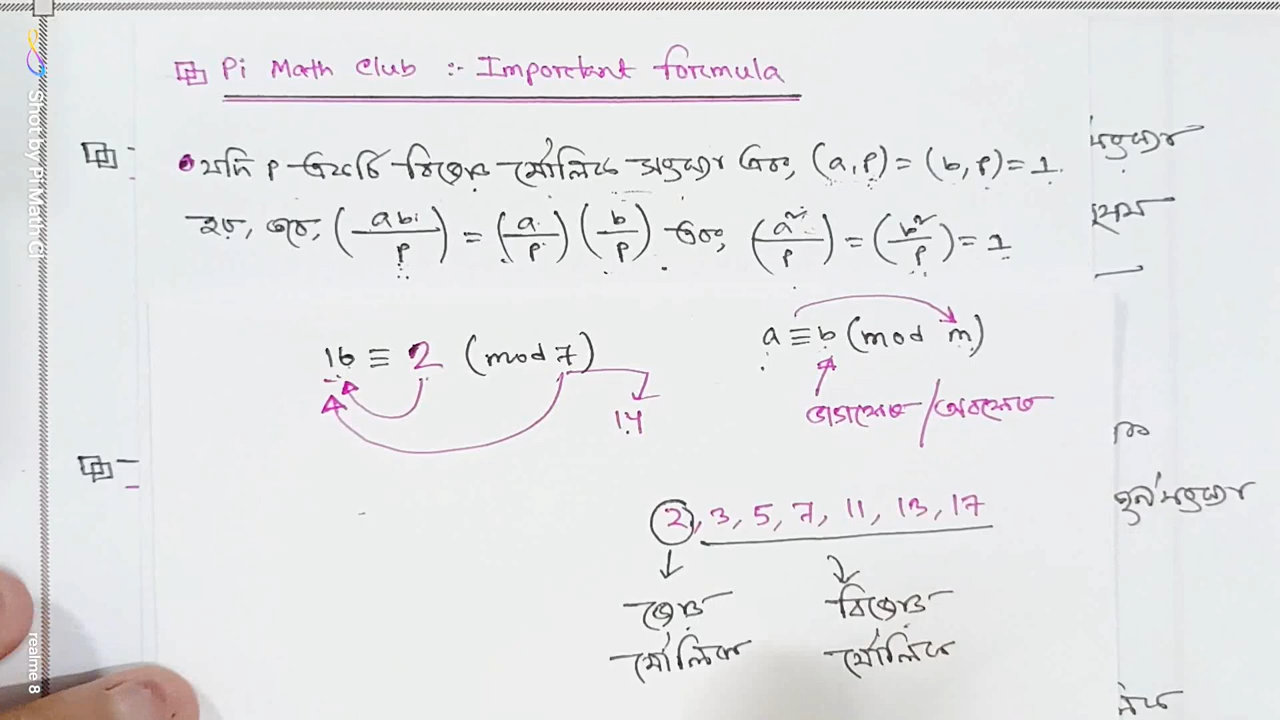 Pi Math Club :- Important formula
• যদি p একটি বিজোড় মৌলিক সংখ্যা এবং, (a, p) = (b, p) = 1
হয়, তবে, (ab/p) = (a/p) (b/p) এবং, (a²/p) = (b²/p) = 1
16 ≡ 2 (mod 7)
14
a ≡ b (mod m)
ভাগশেষ/অবশেষ
2, 3, 5, 7, 11, 13, 17
জোড়
মৌলিক
বিজোড়
মৌলিক
Shot by Pi Math Cl
realme 8